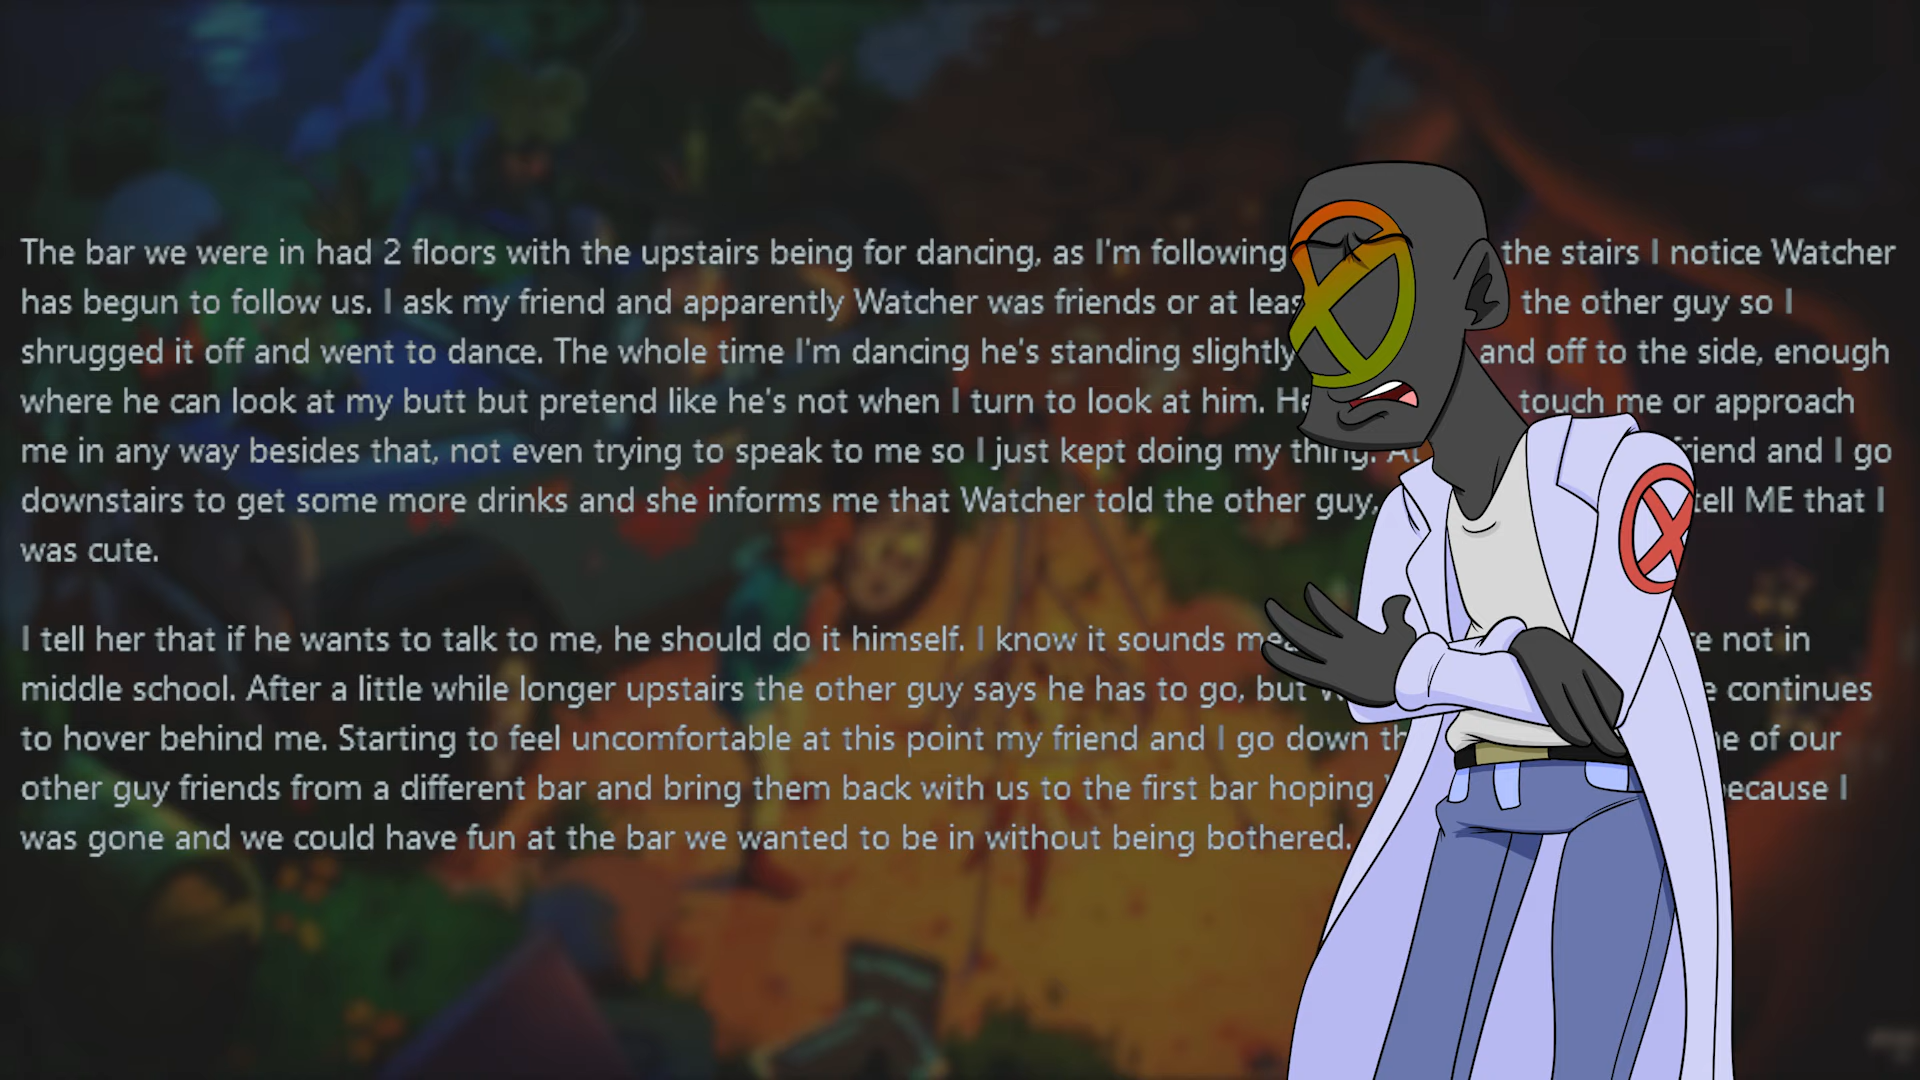 The bar we were in had 2 floors with the upstairs being for dancing, as I'm following the stairs I notice Watcher
has begun to follow us. I ask my friend and apparently Watcher was friends or at the other guy so I
shrugged it off and went to dance. The whole time I'm dancing he's standing slightly and off to the side, enough
where he can look at my butt but pretend like he's not when I turn to look at him. touch me or approach
me in any way besides that, not even trying to speak to me so I just kept doing my thing. At and I go
downstairs to get some more drinks and she informs me that Watcher told the other guy, tell ME that I
was cute.
I tell her that if he wants to talk to me, he should do it himself. I know it sounds not in
middle school. After a little while longer upstairs the other guy says he has to go, but continues
to hover behind me. Starting to feel uncomfortable at this point my friend and I go down of our
other guy friends from a different bar and bring them back with us to the first bar hoping because I
was gone and we could have fun at the bar we wanted to be in without being bothered.